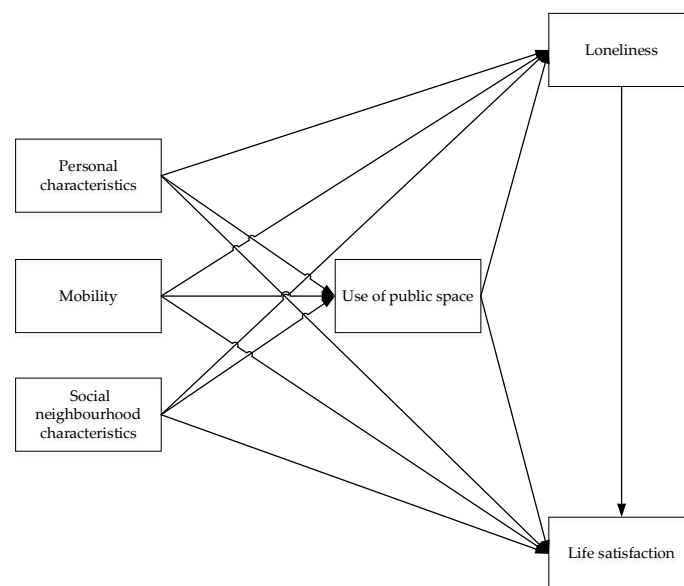 Loneliness
Personal
characteristics
Mobility
Use of public space
Social
neighbourhood
characteristics
Life satisfaction